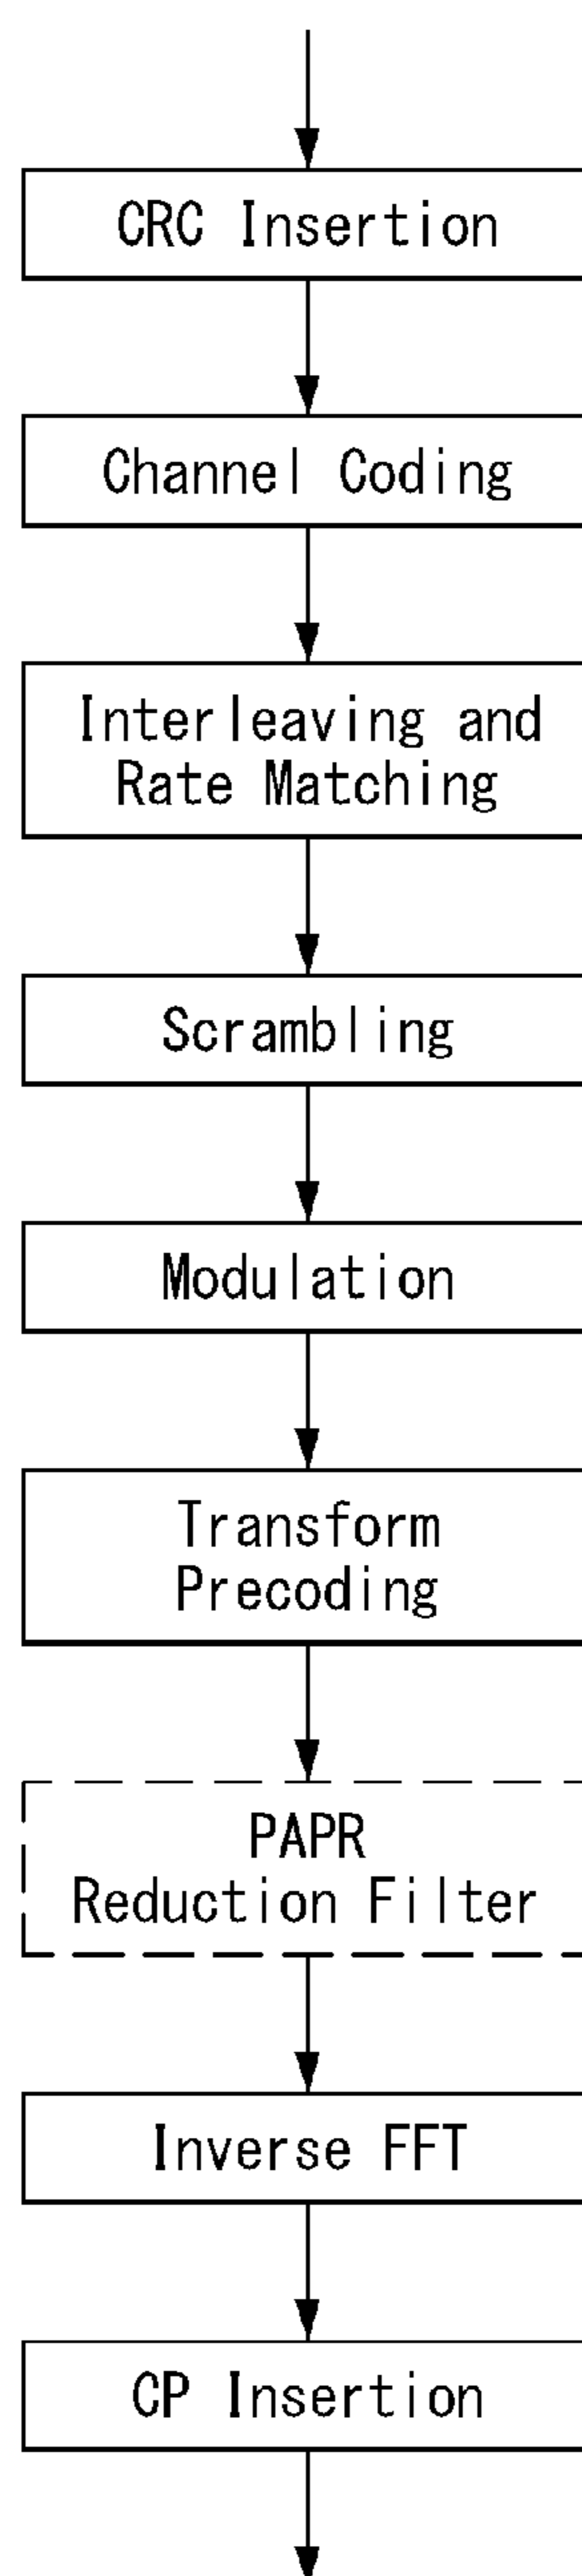 CRC Insertion
Channel Coding
Interleaving and
Rate Matching
Scrambling
Modulation
Transform
Precoding
PAPR
Reduction Filter
Inverse FFT
CP Insertion